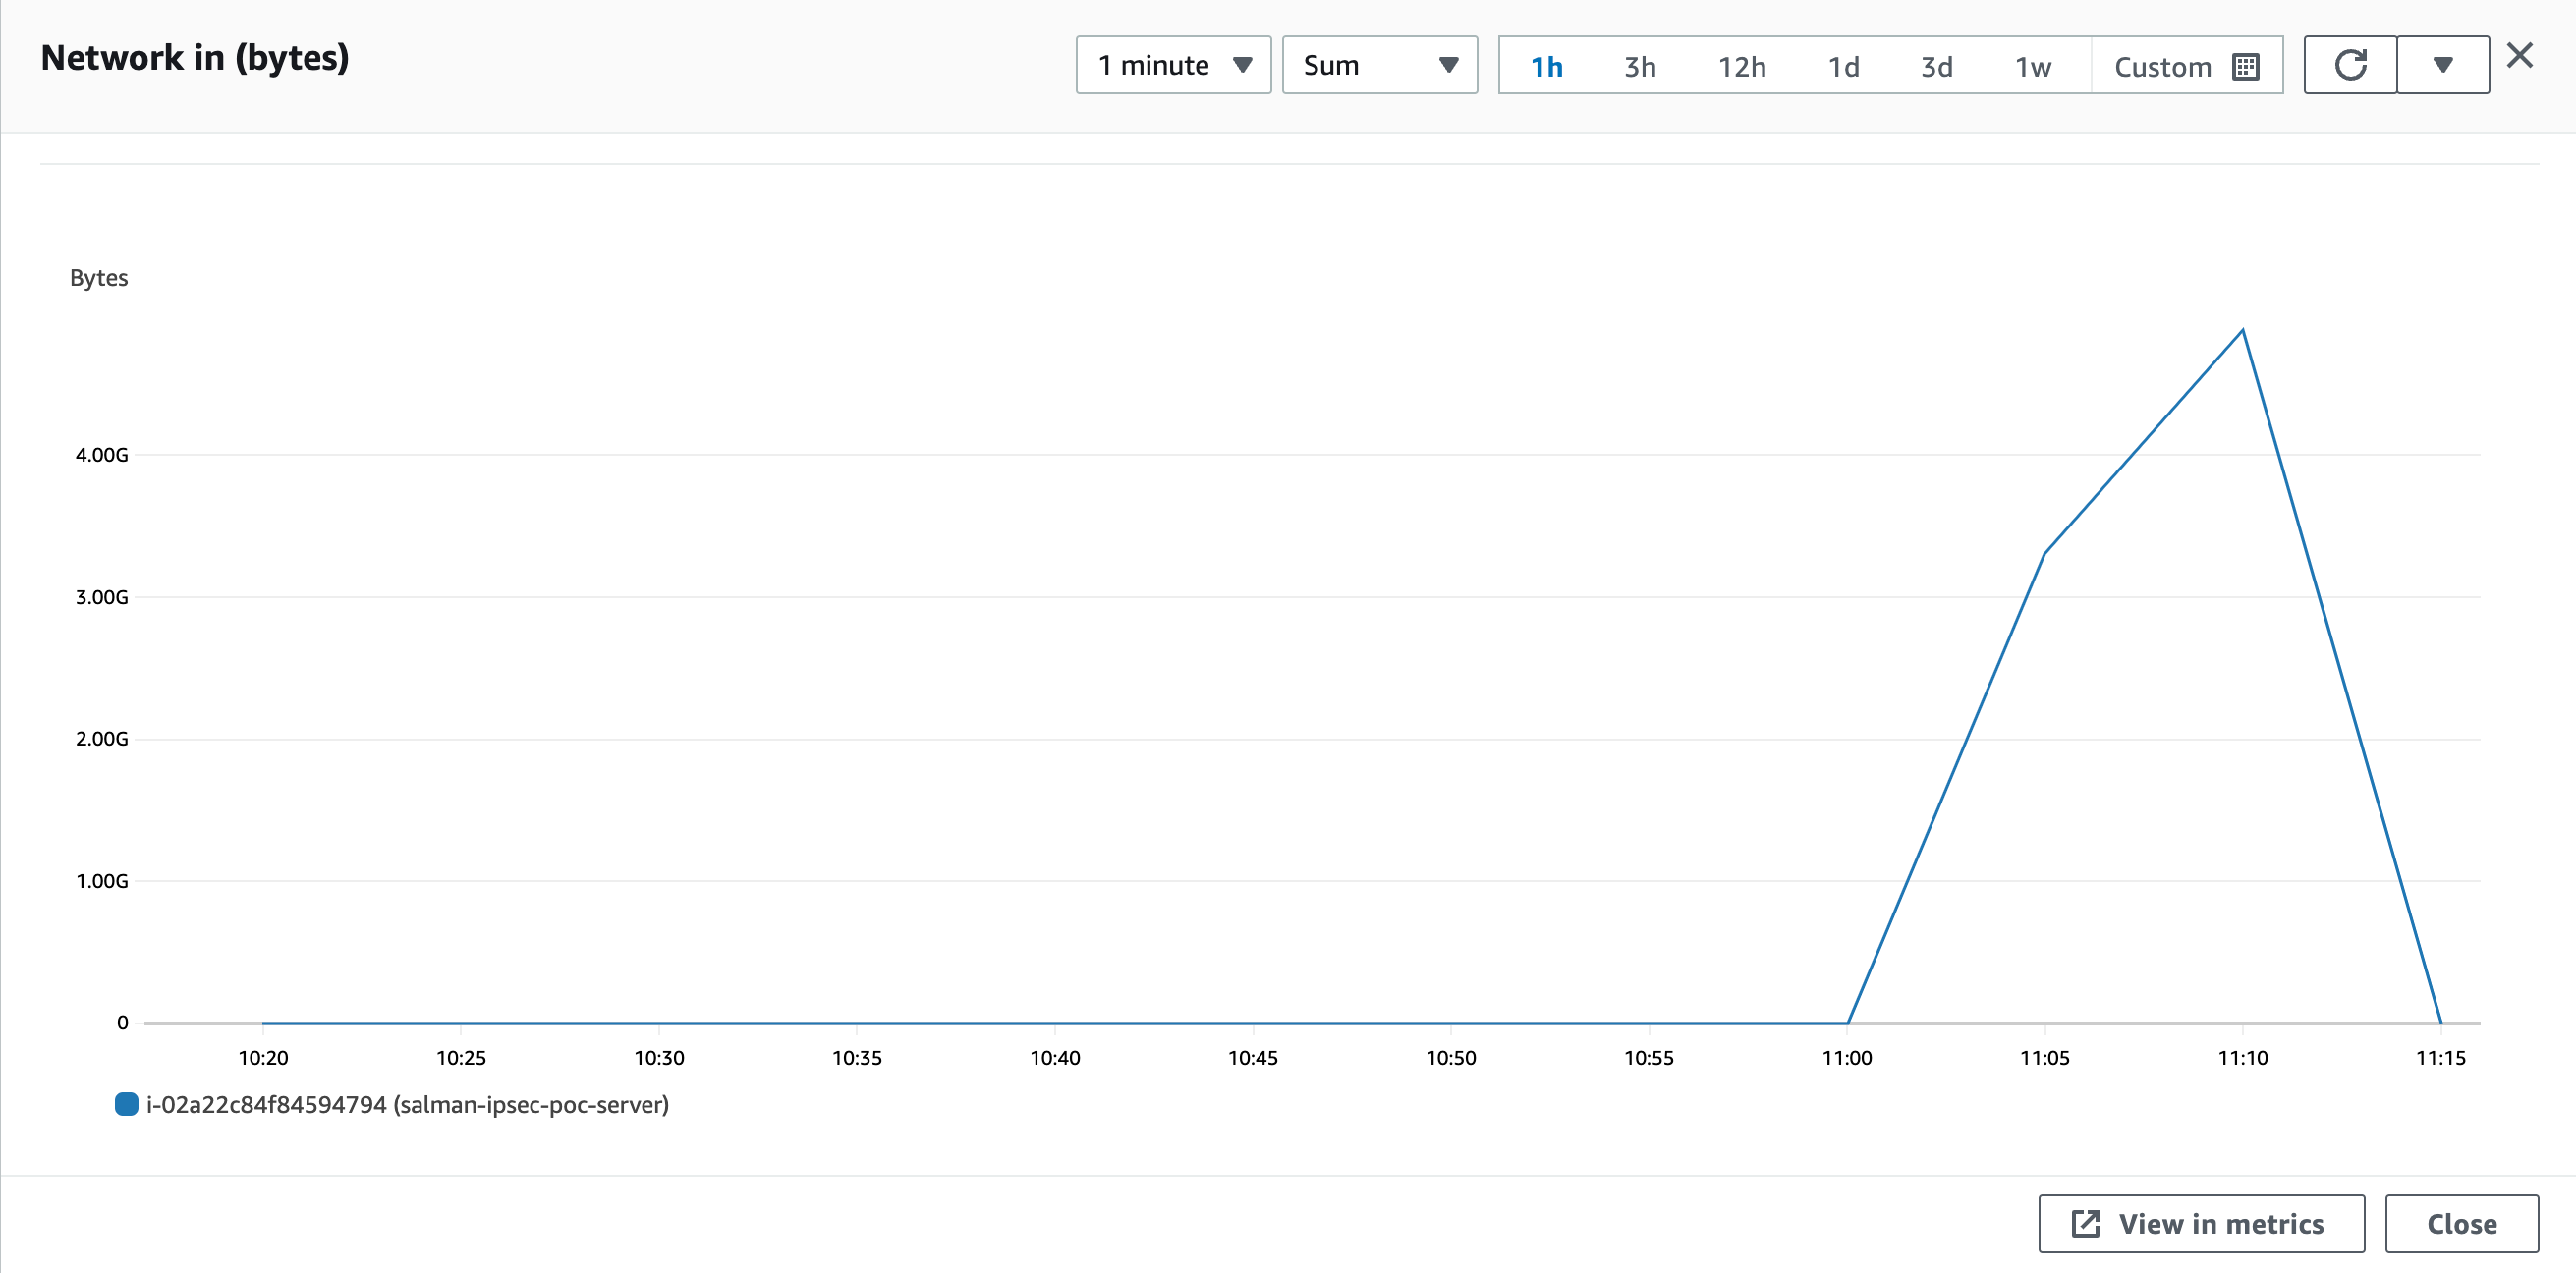 Network in (bytes)
1 minute
Sum
1h 3h 12h 1d 3d 1w Custom
Bytes
4.00G
3.00G
2.00G
1.00G
0
10:20 10:25 10:30 10:35 10:40 10:45 10:50 10:55 11:00 11:05 11:10 11:15
i-02a22c84f84594794 (salman-ipsec-poc-server)
View in metrics
Close